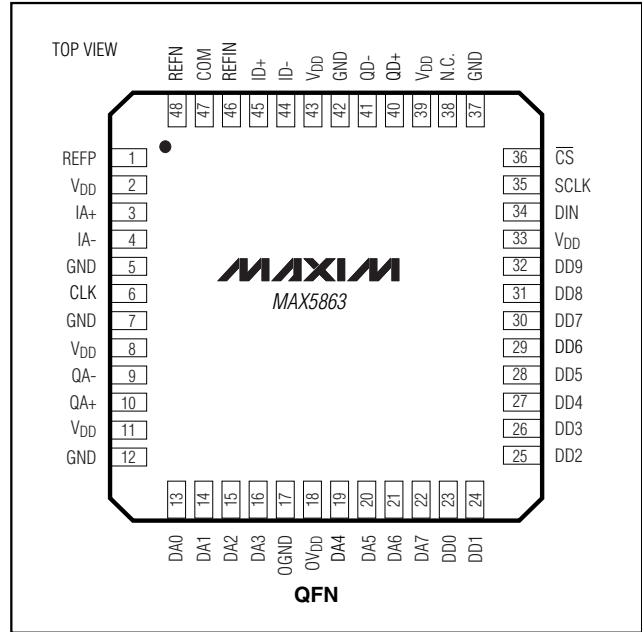 TOP VIEW
REFN COM REFIN ID+ ID- VDD GND QD- QD+ VDD N.C. GND
48 47 46 45 44 43 42 41 40 39 38 37
REFP 1
VDD 2
IA+ 3
IA- 4
GND 5
CLK 6
GND 7
VDD 8
QA- 9
QA+ 10
VDD 11
GND 12
MAXIM
MAX5863
36 C̅S̅
35 SCLK
34 DIN
33 VDD
32 DD9
31 DD8
30 DD7
29 DD6
28 DD5
27 DD4
26 DD3
25 DD2
13 14 15 16 17 18 19 20 21 22 23 24
DA0 DA1 DA2 DA3 OGND OVDD DA4 DA5 DA6 DA7 DD0 DD1
QFN